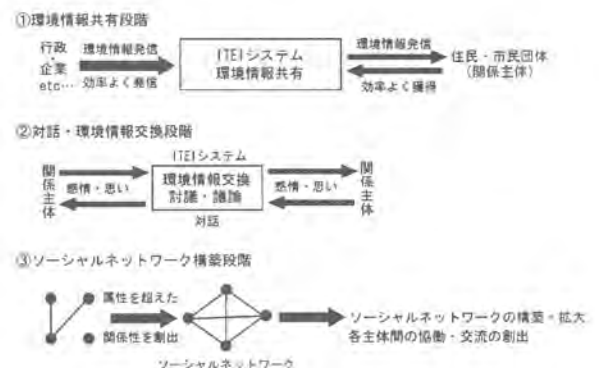 ①環境情報共有段階
行政・企業 etc…
環境情報発信
効率よく発信
ITEIシステム
環境情報共有
環境情報発信
効率よく獲得
住民・市民団体
(関係主体)
②対話・環境情報交換段階
ITEIシステム
関係主体
感情・思い
環境情報交換
討議・議論
対話
感情・思い
関係主体
③ソーシャルネットワーク構築段階
属性を超えた
関係性を創出
ソーシャルネットワーク
ソーシャルネットワークの構築・拡大
各主体間の協働・交流の創出